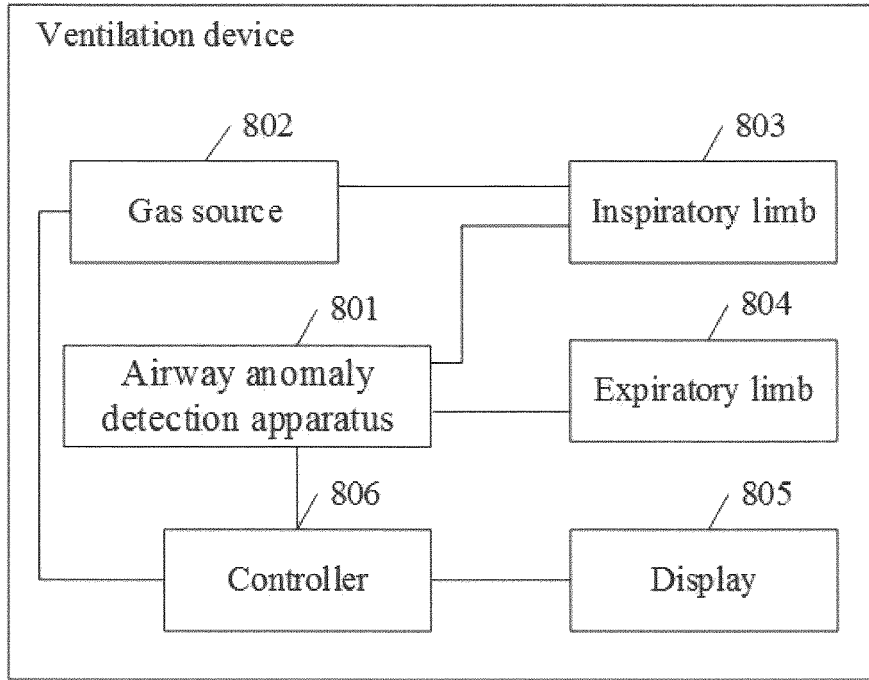 Ventilation device
802
803
Gas source
Inspiratory limb
801
804
Airway anomaly
detection apparatus
Expiratory limb
806
805
Controller
Display